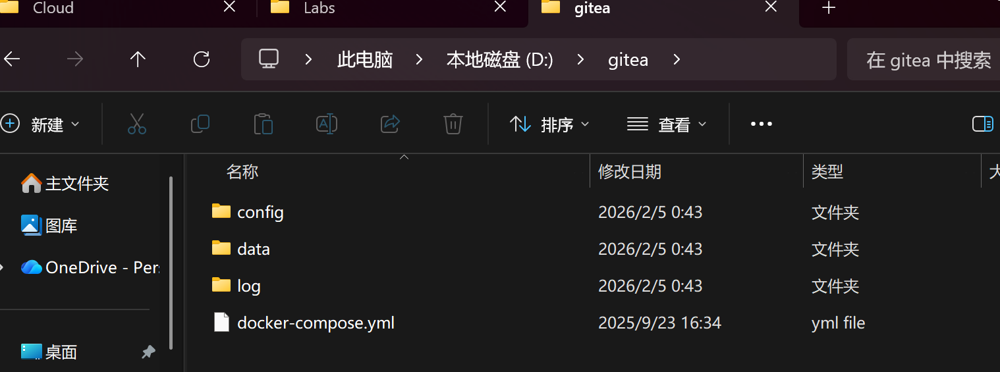 Cloud Labs gitea
此电脑 本地磁盘 (D:) gitea 在 gitea 中搜索
新建 排序 查看
名称 修改日期 类型
主文件夹
图库
OneDrive - Per
桌面
config 2026/2/5 0:43 文件夹
data 2026/2/5 0:43 文件夹
log 2026/2/5 0:43 文件夹
docker-compose.yml 2025/9/23 16:34 yml file